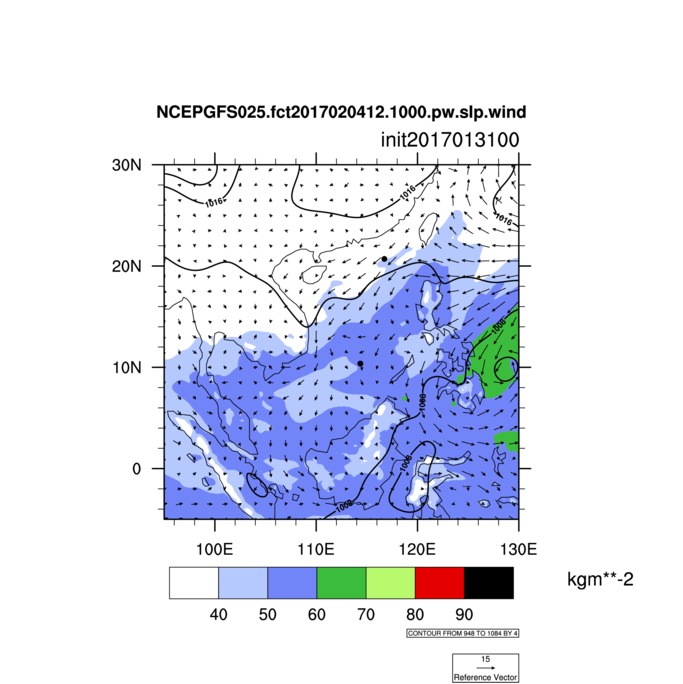 NCEPGFS025.fct2017020412.1000.pw.slp.wind
init2017013100
30N
1016
1016
1016
20N
1008
10N
1008
1008
0
1008
100E
110E
120E
130E
kgm**-2
40
50
60
70
80
90
CONTOUR FROM 948 TO 1084 BY 4
15
Reference Vector